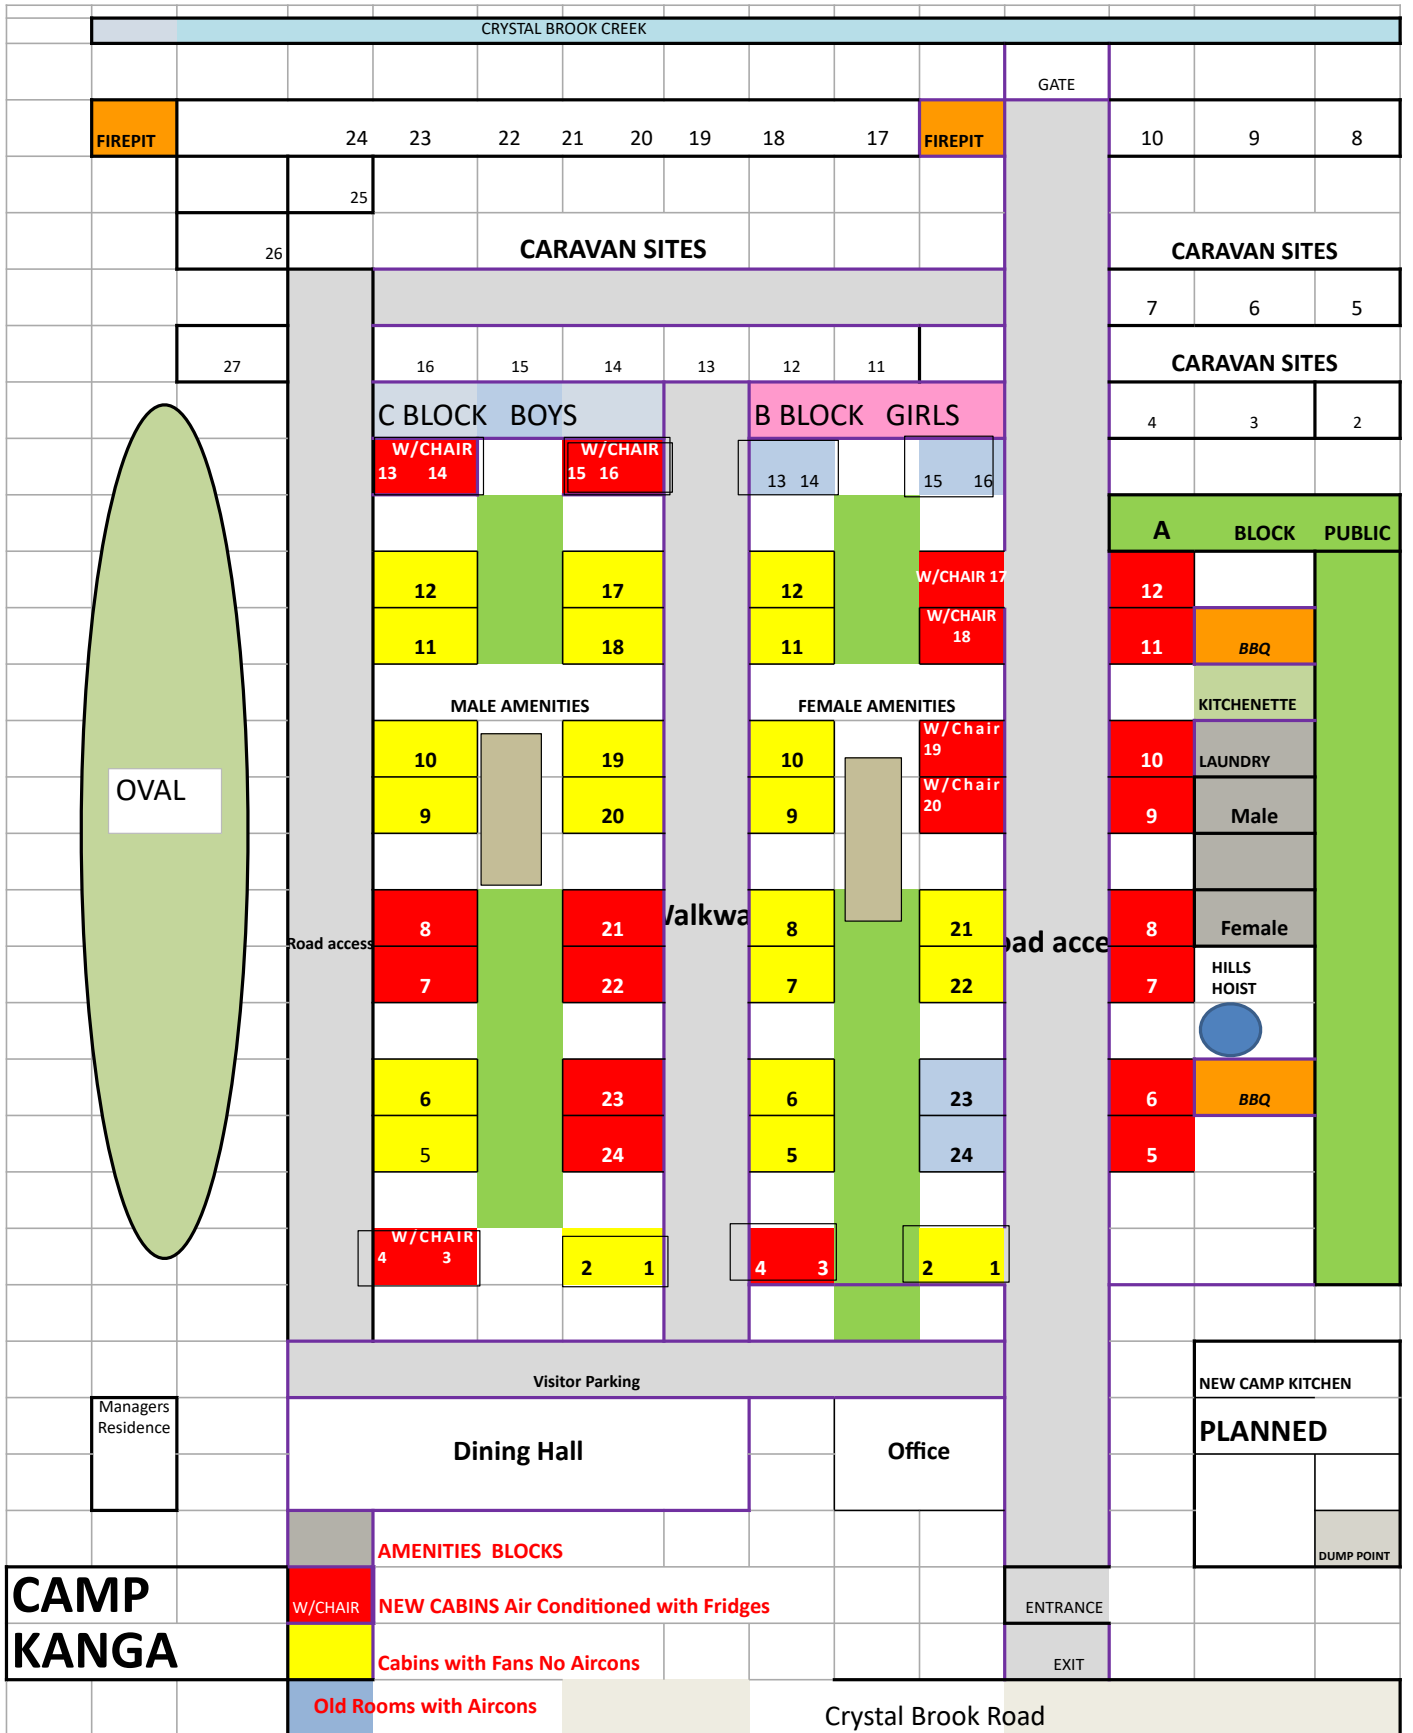 CRYSTAL BROOK CREEK
GATE
FIREPIT 24 23 22 21 20 19 18 17 FIREPIT 10 9 8
25
26 CARAVAN SITES CARAVAN SITES
7 6 5
27 16 15 14 13 12 11 CARAVAN SITES
C BLOCK BOYS B BLOCK GIRLS 4 3 2
W/CHAIR W/CHAIR
13 14 15 16 13 14 15 16
A BLOCK PUBLIC
12 17 12 W/CHAIR 17 12
W/CHAIR
11 18 11 18 11 BBQ
MALE AMENITIES FEMALE AMENITIES KITCHENETTE
W/Chair
10 19 10 19 10 LAUNDRY
OVAL
W/Chair
9 20 9 20 9 Male
8 21 Walkwa 8 21 8 Female
Road access oad acce
7 22 7 22 7 HILLS
HOIST
6 23 6 23 6 BBQ
5 24 5 24 5
W/CHAIR
4 3 2 1 4 3 2 1
Visitor Parking NEW CAMP KITCHEN
Managers
Residence PLANNED
Dining Hall Office
AMENITIES BLOCKS DUMP POINT
CAMP W/CHAIR NEW CABINS Air Conditioned with Fridges ENTRANCE
KANGA Cabins with Fans No Aircons EXIT
Old Rooms with Aircons Crystal Brook Road